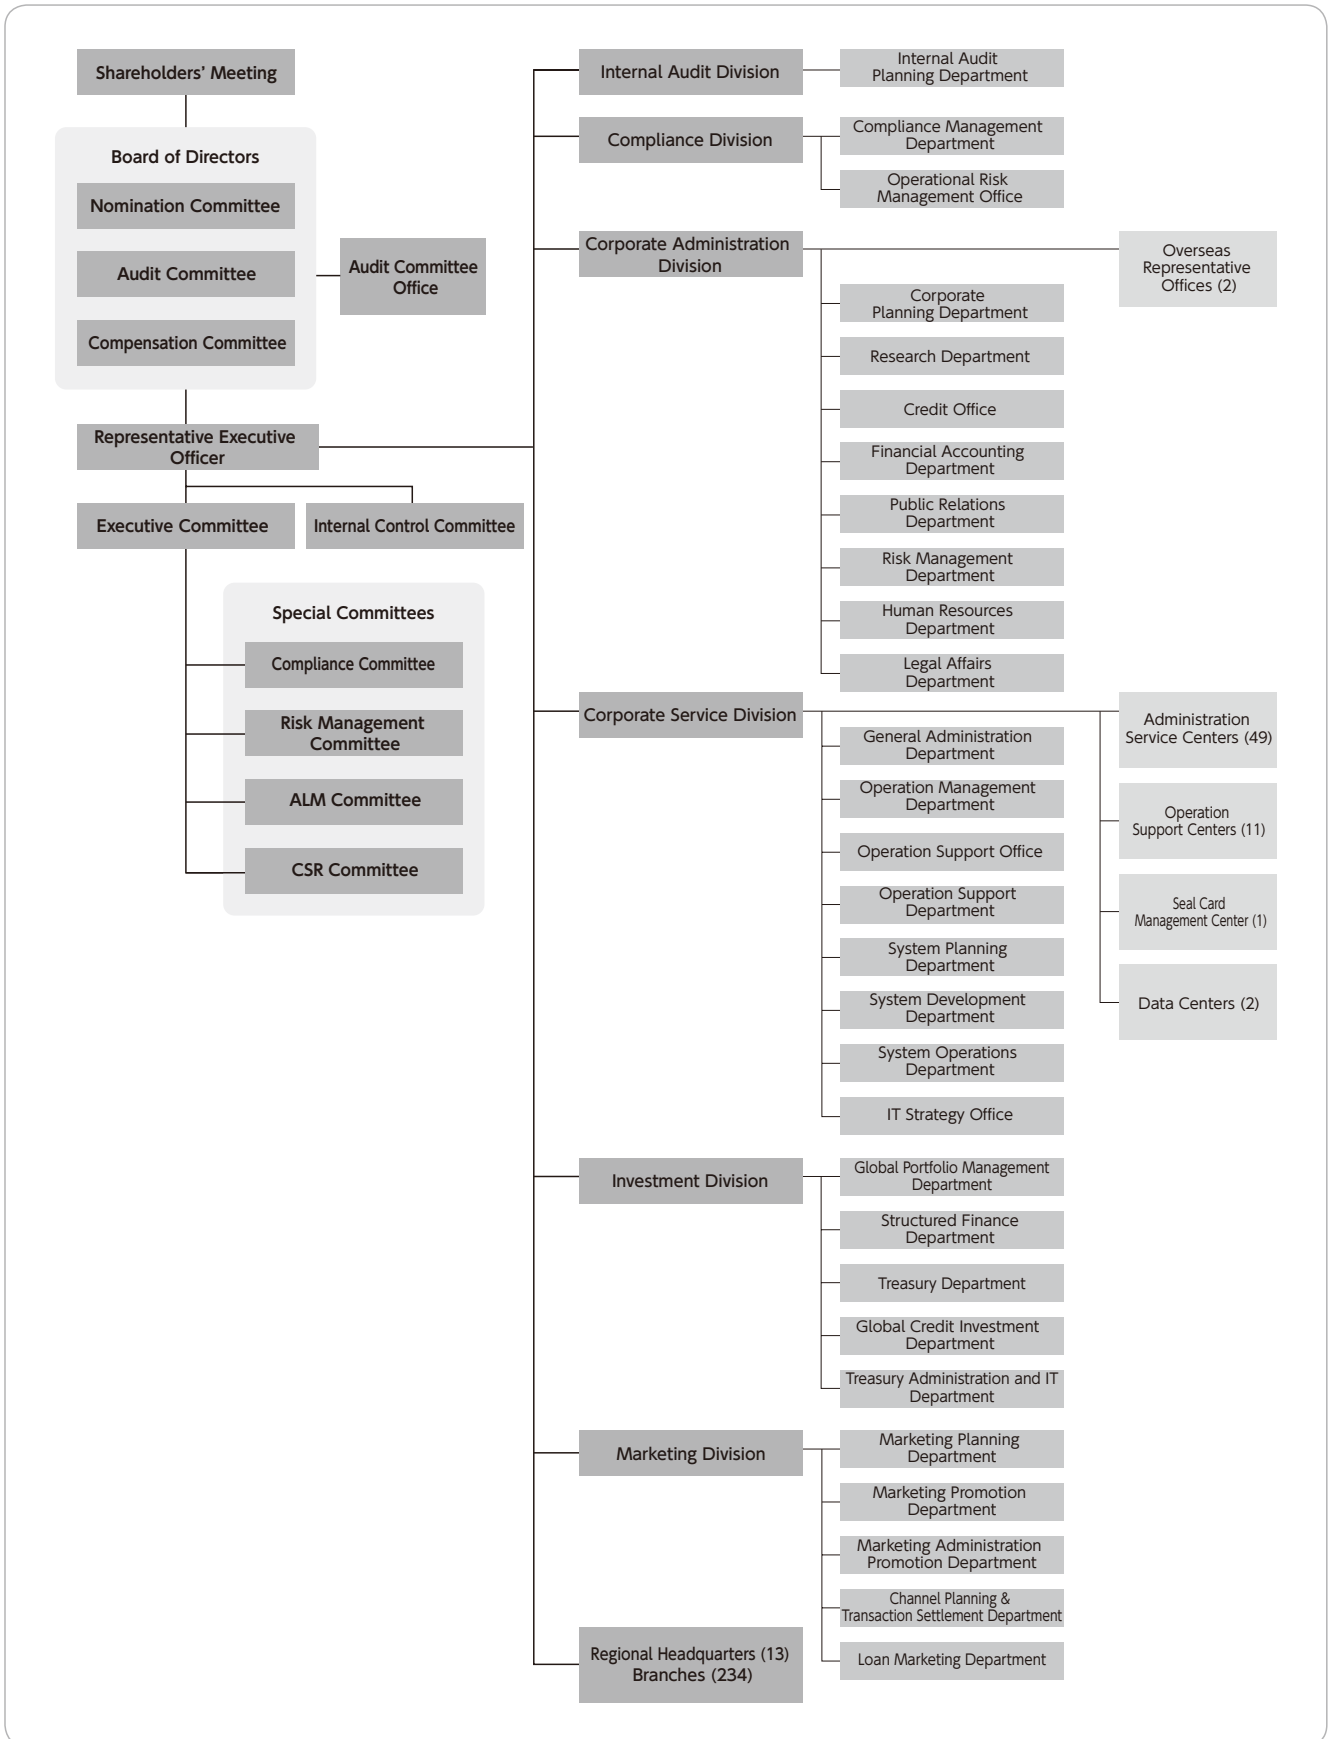 Shareholders' Meeting
Board of Directors
Nomination Committee
Audit Committee
Compensation Committee
Audit Committee
Office
Representative Executive
Officer
Executive Committee
Internal Control Committee
Special Committees
Compliance Committee
Risk Management
Committee
ALM Committee
CSR Committee
Internal Audit Division
Internal Audit
Planning Department
Compliance Division
Compliance Management
Department
Operational Risk
Management Office
Corporate Administration
Division
Overseas
Representative
Offices (2)
Corporate
Planning Department
Research Department
Credit Office
Financial Accounting
Department
Public Relations
Department
Risk Management
Department
Human Resources
Department
Legal Affairs
Department
Corporate Service Division
General Administration
Department
Operation Management
Department
Operation Support Office
Operation Support
Department
System Planning
Department
System Development
Department
System Operations
Department
IT Strategy Office
Administration
Service Centers (49)
Operation
Support Centers (11)
Seal Card
Management Center (1)
Data Centers (2)
Investment Division
Global Portfolio Management
Department
Structured Finance
Department
Treasury Department
Global Credit Investment
Department
Treasury Administration and IT
Department
Marketing Division
Marketing Planning
Department
Marketing Promotion
Department
Marketing Administration
Promotion Department
Channel Planning &
Transaction Settlement Department
Loan Marketing Department
Regional Headquarters (13)
Branches (234)